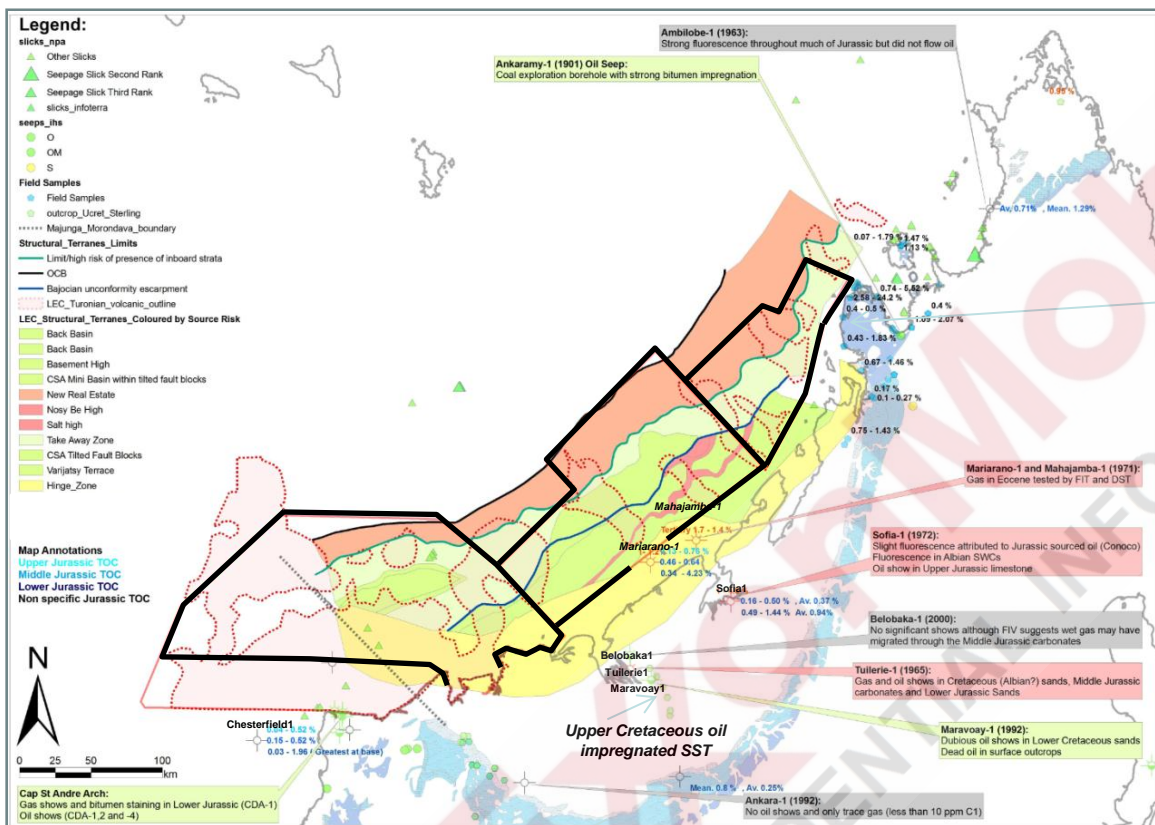 Legend:
slicks_npa
Other Slicks
Seepage Slick Second Rank
Seepage Slick Third Rank
slicks_infoterra
seeps_ihs
O
OM
S
Field Samples
Field Samples
outcrop_Ucret_Sterling
Majunga_Morondava_boundary
Structural_Terranes_Limits
Limit/high risk of presence of inboard strata
OCB
Bajocian unconformity escarpment
LEC_Turonian_volcanic_outline
LEC_Structural_Terranes_Coloured by Source Risk
Back Basin
Back Basin
Basement High
CSA Mini Basin within tilted fault blocks
New Real Estate
Nosy Be High
Salt high
Take Away Zone
CSA Tilted Fault Blocks
Varijatsy Terrace
Hinge_Zone
Map Annotations
Upper Jurassic TOC
Middle Jurassic TOC
Lower Jurassic TOC
Non specific Jurassic TOC
N
0 25 50 100
km
Ambilobe-1 (1963):
Strong fluorescence throughout much of Jurassic but did not flow oil
Ankaramy-1 (1901) Oil Seep:
Coal exploration borehole with strrong bitumen impregnation
0.95 %
Av. 0.71% , Mean. 1.29%
0.07 - 1.79 %
1.47 %
1.13 %
0.74 - 5.52 %
2.58 - 24.2 %
0.4 - 0.5 %
0.4 %
1.09 - 2.07 %
0.43 - 1.83 %
0.67 - 1.46 %
0.17 %
0.1 - 0.27 %
0.75 - 1.43 %
Mariarano-1 and Mahajamba-1 (1971):
Gas in Eocene tested by FIT and DST
Mahajamba-1
Tertiary 1.7 - 1.4 %
Mariarano-1
0.46 - 0.64
0.34 - 4.23 %
Sofia-1 (1972):
Slight fluorescence attributed to Jurassic sourced oil (Conoco)
Fluorescence in Albian SWCs
Oil show in Upper Jurassic limestone
Sofia1
0.16 - 0.50 % , Av. 0.37 %
0.49 - 1.44 % Av. 0.94%
Belobaka-1 (2000):
No significant shows although FIV suggests wet gas may have
migrated through the Middle Jurassic carbonates
Belobaka1
Tuilerie1
Maravoay1
Tuilerie-1 (1965):
Gas and oil shows in Cretaceous (Albian?) sands, Middle Jurassic
carbonates and Lower Jurassic Sands
Upper Cretaceous oil
impregnated SST
Maravoay-1 (1992):
Dubious oil shows in Lower Cretaceous sands
Dead oil in surface outcrops
Chesterfield1
0.04 - 0.52 %
0.15 - 0.52 %
0.03 - 1.96 ( Greatest at base)
Cap St Andre Arch:
Gas shows and bitumen staining in Lower Jurassic (CDA-1)
Oil shows (CDA-1,2 and -4)
Mean. 0.8 % , Av. 0.25%
Ankara-1 (1992):
No oil shows and only trace gas (less than 10 ppm C1)